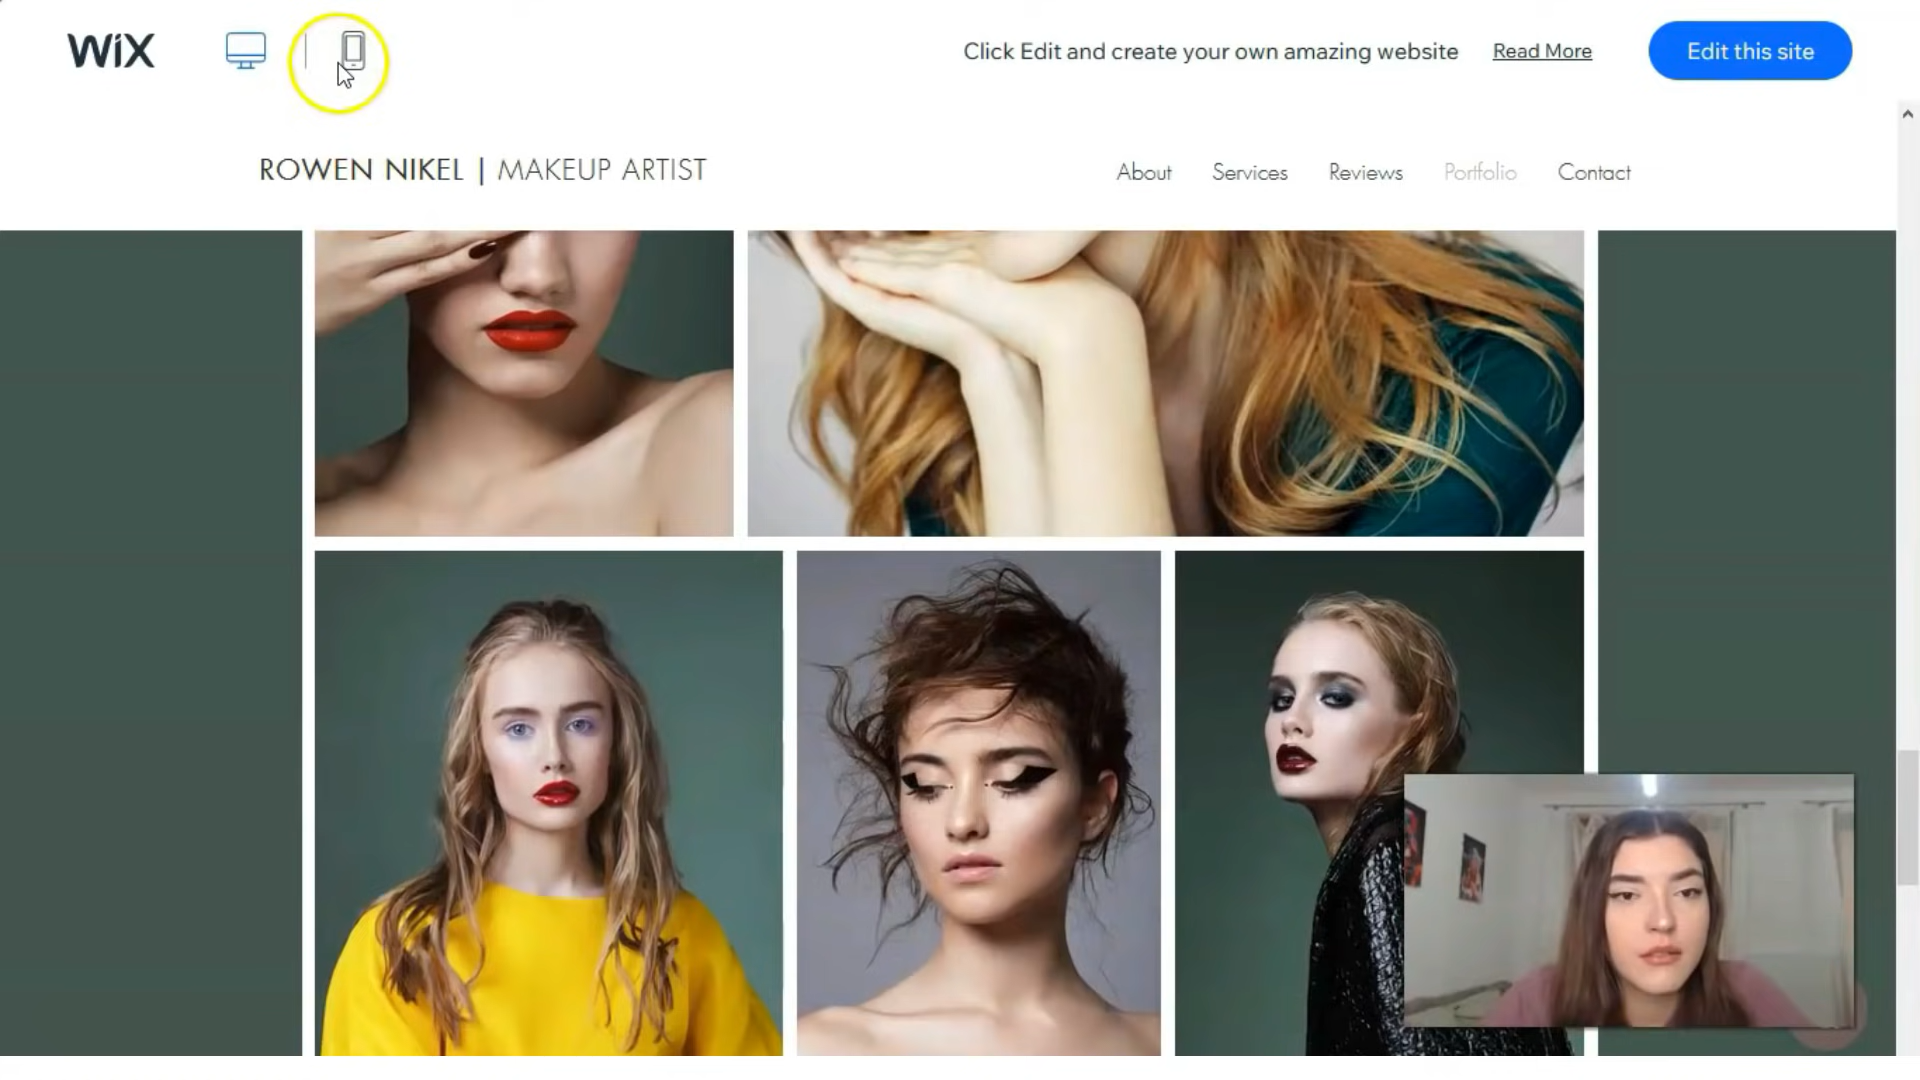 WiX
Click Edit and create your own amazing website Read More Edit this site
ROWEN NIKEL | MAKEUP ARTIST
About Services Reviews Portfolio Contact